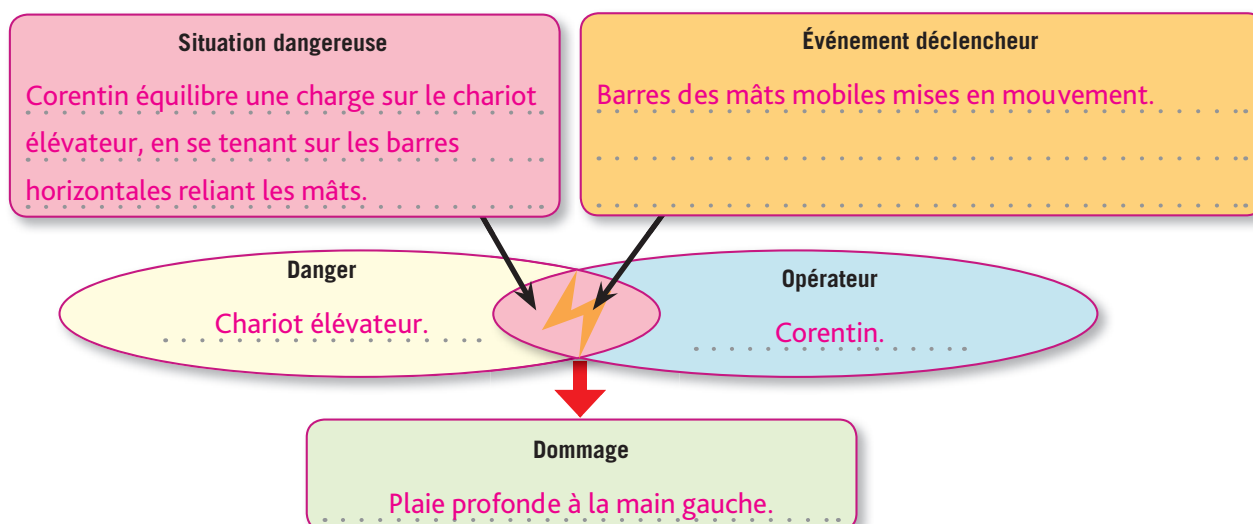 Situation dangereuse
Corentin équilibre une charge sur le chariot
élévateur, en se tenant sur les barres
horizontales reliant les mâts.
Événement déclencheur
Barres des mâts mobiles mises en mouvement.
Danger
Chariot élévateur.
Opérateur
Corentin.
Dommage
Plaie profonde à la main gauche.